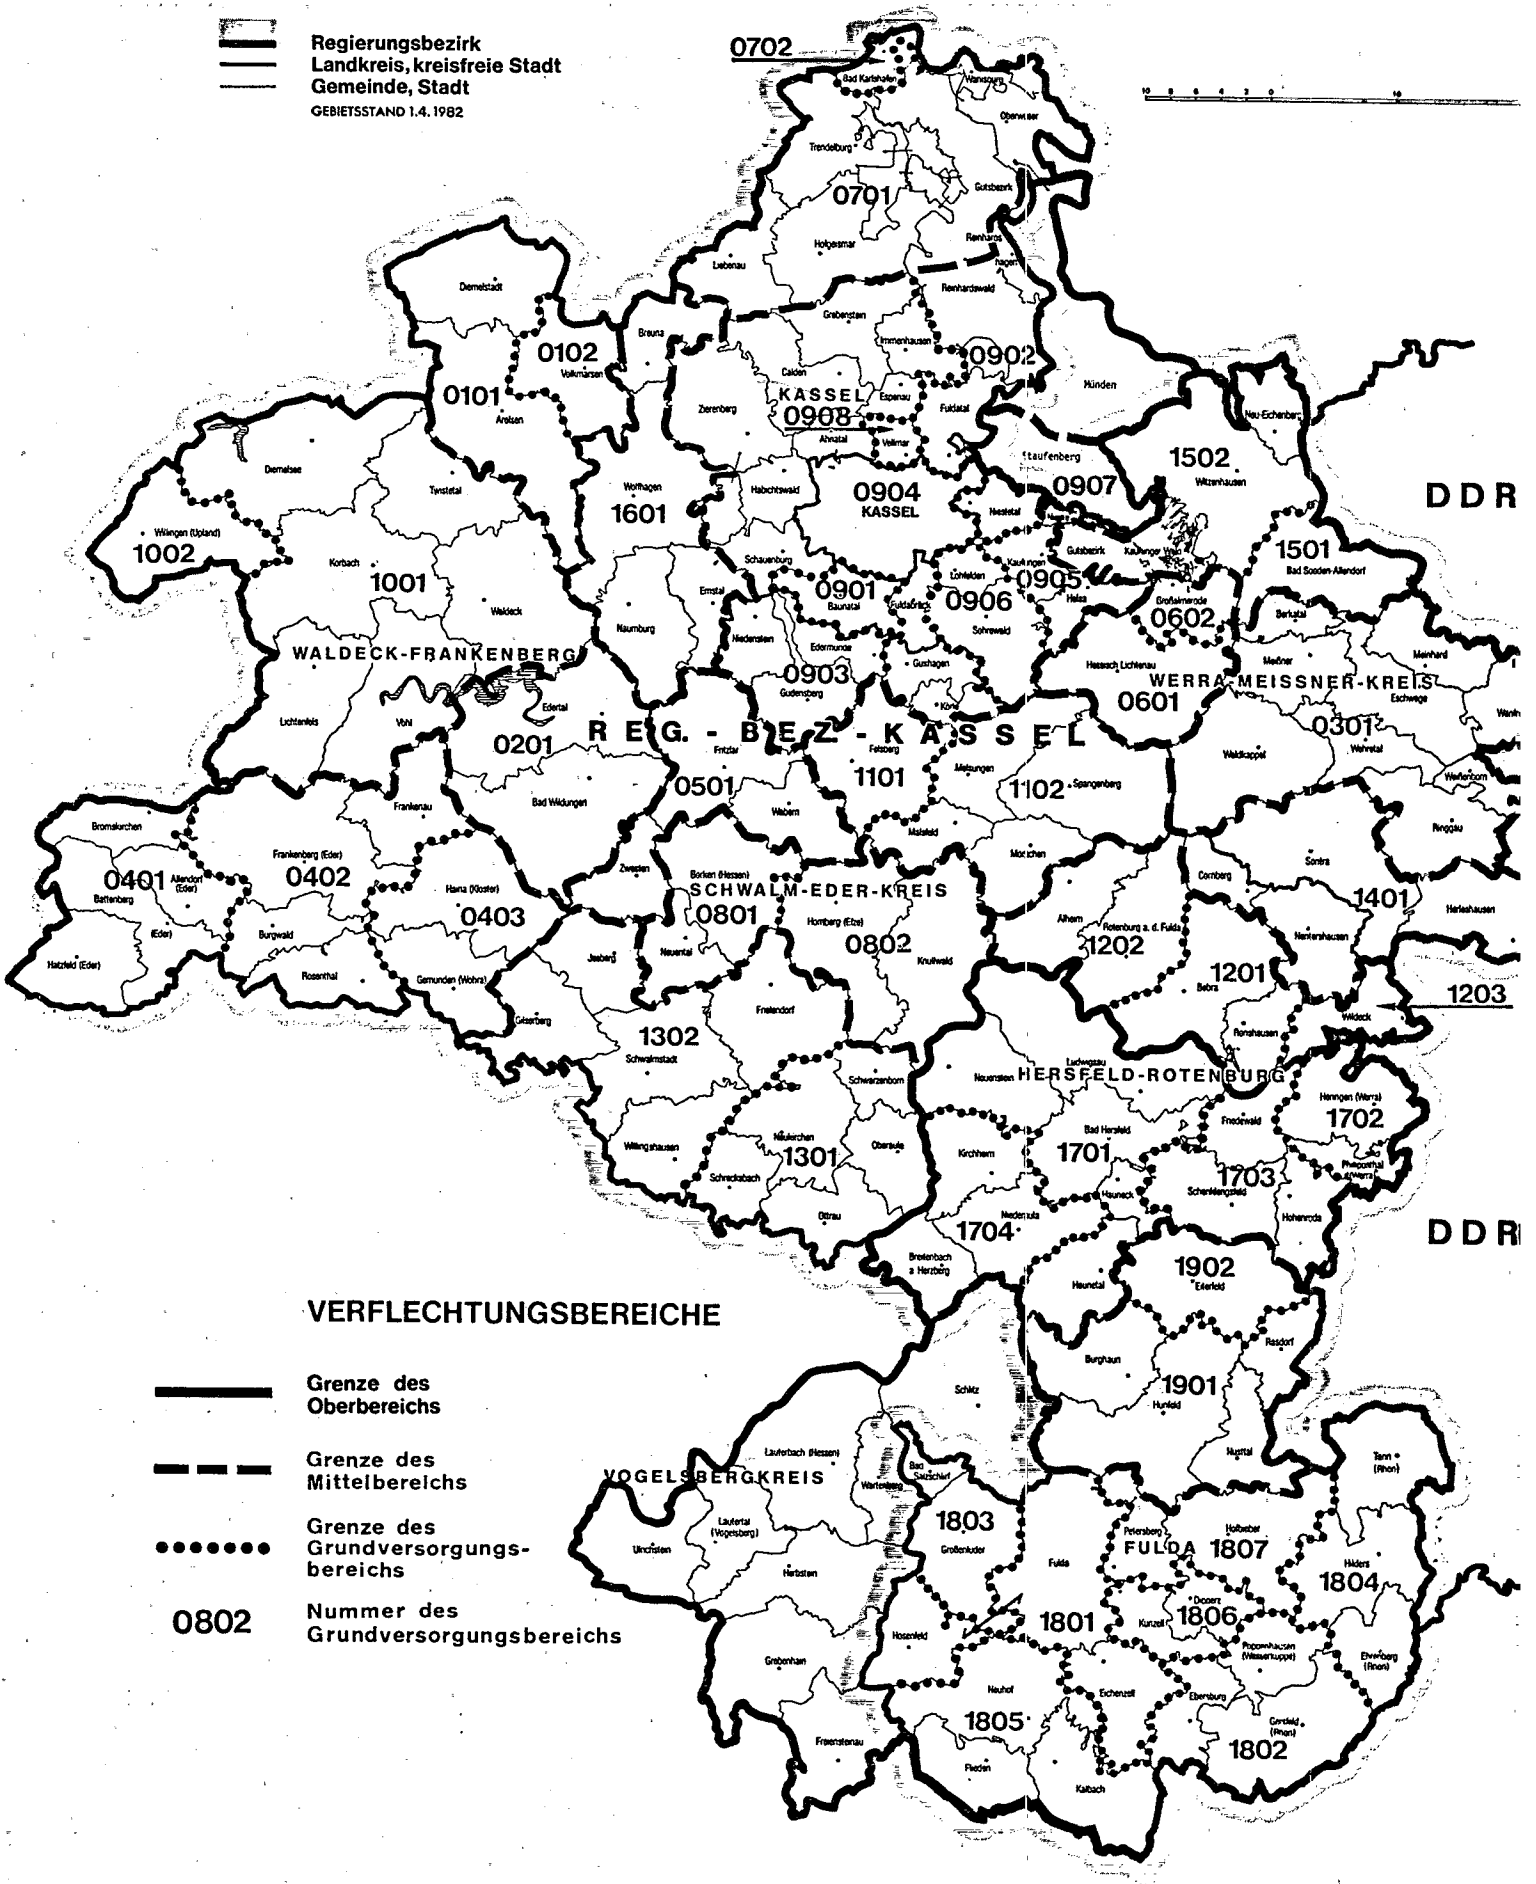 Regierungsbezirk
Landkreis, kreisfreie Stadt
Gemeinde, Stadt
GEBIETSSTAND 1.4.1982
0702
Bad Karlshafen
Trendelburg
0701
Gutsbezirk
Hofgeismar
Liebenau
Reinhardswald
Diemelstadt
Grebenstein
Immenhausen
Breuna
0102
Volkmarsen
0902
Münden
Calden
KASSEL
Espenau
0101
Arolsen
Zierenberg
0908
Fuldatal
Neu-Eichenberg
Ahnatal
Vellmar
Diemelsee
Twistetal
Staufenberg
1502
Witzenhausen
Wolfhagen
1601
Habichtswald
0904
KASSEL
0907
Niestetal
DDR
Willingen (Upland)
1002
Korbach
1001
Schauenburg
Gutsbezirk
Kaufunger Wald
1501
Bad Sooden-Allendorf
Kaufungen
Lohfelden
0905
Emstal
0901
Baunatal
Fuldabrück
0906
Helsa
Großalmerode
0602
Berkatal
Waldeck
Naumburg
Niedenstein
Söhrewald
WALDECK-FRANKENBERG
Edermünde
Guxhagen
Hessisch Lichtenau
Meißner
Meinhard
0903
Gudensberg
WERRA-MEISSNER-KREIS
Eschwege
0601
Lichtenfels
Vöhl
Edertal
0201
REG.-BEZ.-KASSEL
Fritzlar
Felsberg
0301
Waldkappel
Wehretal
1101
Melsungen
1102
Spangenberg
0501
Bad Wildungen
Frankenau
Wabern
Malsfeld
Bromskirchen
Ringgau
Frankenberg (Eder)
0402
Zwesten
Morschen
Sontra
Borken (Hessen)
Cornberg
SCHWALM-EDER-KREIS
0401
Allendorf
(Eder)
Battenberg
(Eder)
Haina (Kloster)
0403
0801
Homberg (Efze)
0802
1401
Herleshausen
Alheim
Rotenburg a. d. Fulda
1202
Burgwald
Nentershausen
Neuental
Jesberg
Knüllwald
Hatzfeld (Eder)
Rosenthal
Gemünden (Wohra)
1201
Bebra
1203
Wildeck
Gilserberg
Frielendorf
Ronshausen
1302
Schwalmstadt
Ludwigsau
HERSFELD-ROTENBURG
Neuenstein
Schwarzenborn
Heringen (Werra)
1702
Friedewald
Willingshausen
Neukirchen
1301
Oberaula
Kirchheim
Bad Hersfeld
1701
1703
Schenklengsfeld
Philippsthal
(Werra)
Schrecksbach
Hauneck
Ottrau
Niederaula
1704
Hohenroda
DDR
Breitenbach
a Herzberg
1902
Eiterfeld
Haunetal
VERFLECHTUNGSBEREICHE
Rasdorf
Burghaun
1901
Hünfeld
Grenze des
Oberbereichs
Schlitz
Nüsttal
Lauterbach (Hessen)
Tann
(Rhön)
Bad
Salzschlirf
Grenze des
Mittelbereichs
VOGELSBERGKREIS
Wartenberg
Lautertal
(Vogelsberg)
1803
Großenlüder
Grenze des
Grundversorgungs-
bereichs
Ulrichstein
Petersberg
Hofbieber
FULDA
1807
Fulda
Hilders
1804
Herbstein
0802
Nummer des
Grundversorgungsbereichs
1801
Dipperz
1806
Künzell
Hosenfeld
Poppenhausen
(Wasserkuppe)
Ehrenberg
(Rhön)
Grebenhain
Neuhof
1805
Eichenzell
Ebersburg
Gersfeld
(Rhön)
1802
Freiensteinau
Flieden
Kalbach